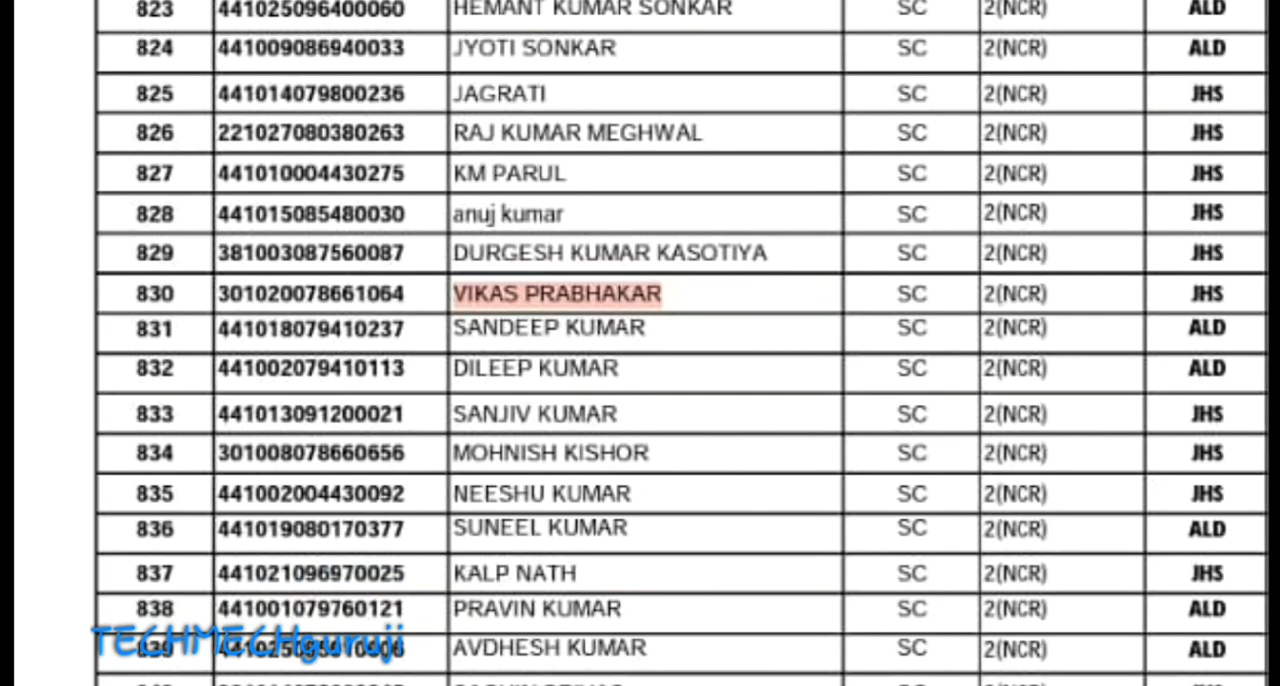 823 441025096400060 HEMANT KUMAR SONKAR SC 2(NCR) ALD
824 441009086940033 JYOTI SONKAR SC 2(NCR) ALD
825 441014079800236 JAGRATI SC 2(NCR) JHS
826 221027080380263 RAJ KUMAR MEGHWAL SC 2(NCR) JHS
827 441010004430275 KM PARUL SC 2(NCR) JHS
828 441015085480030 anuj kumar SC 2(NCR) JHS
829 381003087560087 DURGESH KUMAR KASOTIYA SC 2(NCR) JHS
830 301020078661064 VIKAS PRABHAKAR SC 2(NCR) JHS
831 441018079410237 SANDEEP KUMAR SC 2(NCR) ALD
832 441002079410113 DILEEP KUMAR SC 2(NCR) ALD
833 441013091200021 SANJIV KUMAR SC 2(NCR) JHS
834 301008078660656 MOHNISH KISHOR SC 2(NCR) JHS
835 441002004430092 NEESHU KUMAR SC 2(NCR) JHS
836 441019080170377 SUNEEL KUMAR SC 2(NCR) ALD
837 441021096970025 KALP NATH SC 2(NCR) JHS
838 441001079760121 PRAVIN KUMAR SC 2(NCR) ALD
TECHMECHguruji
839 AVDHESH KUMAR SC 2(NCR) ALD